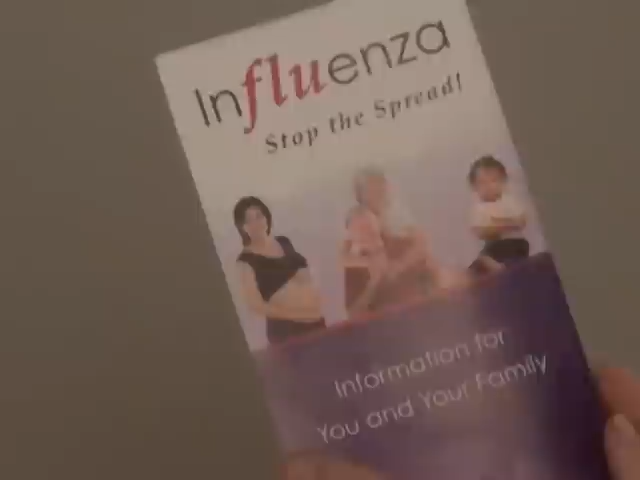 Influenza
Stop the Spread!
Information for
You and Your Family